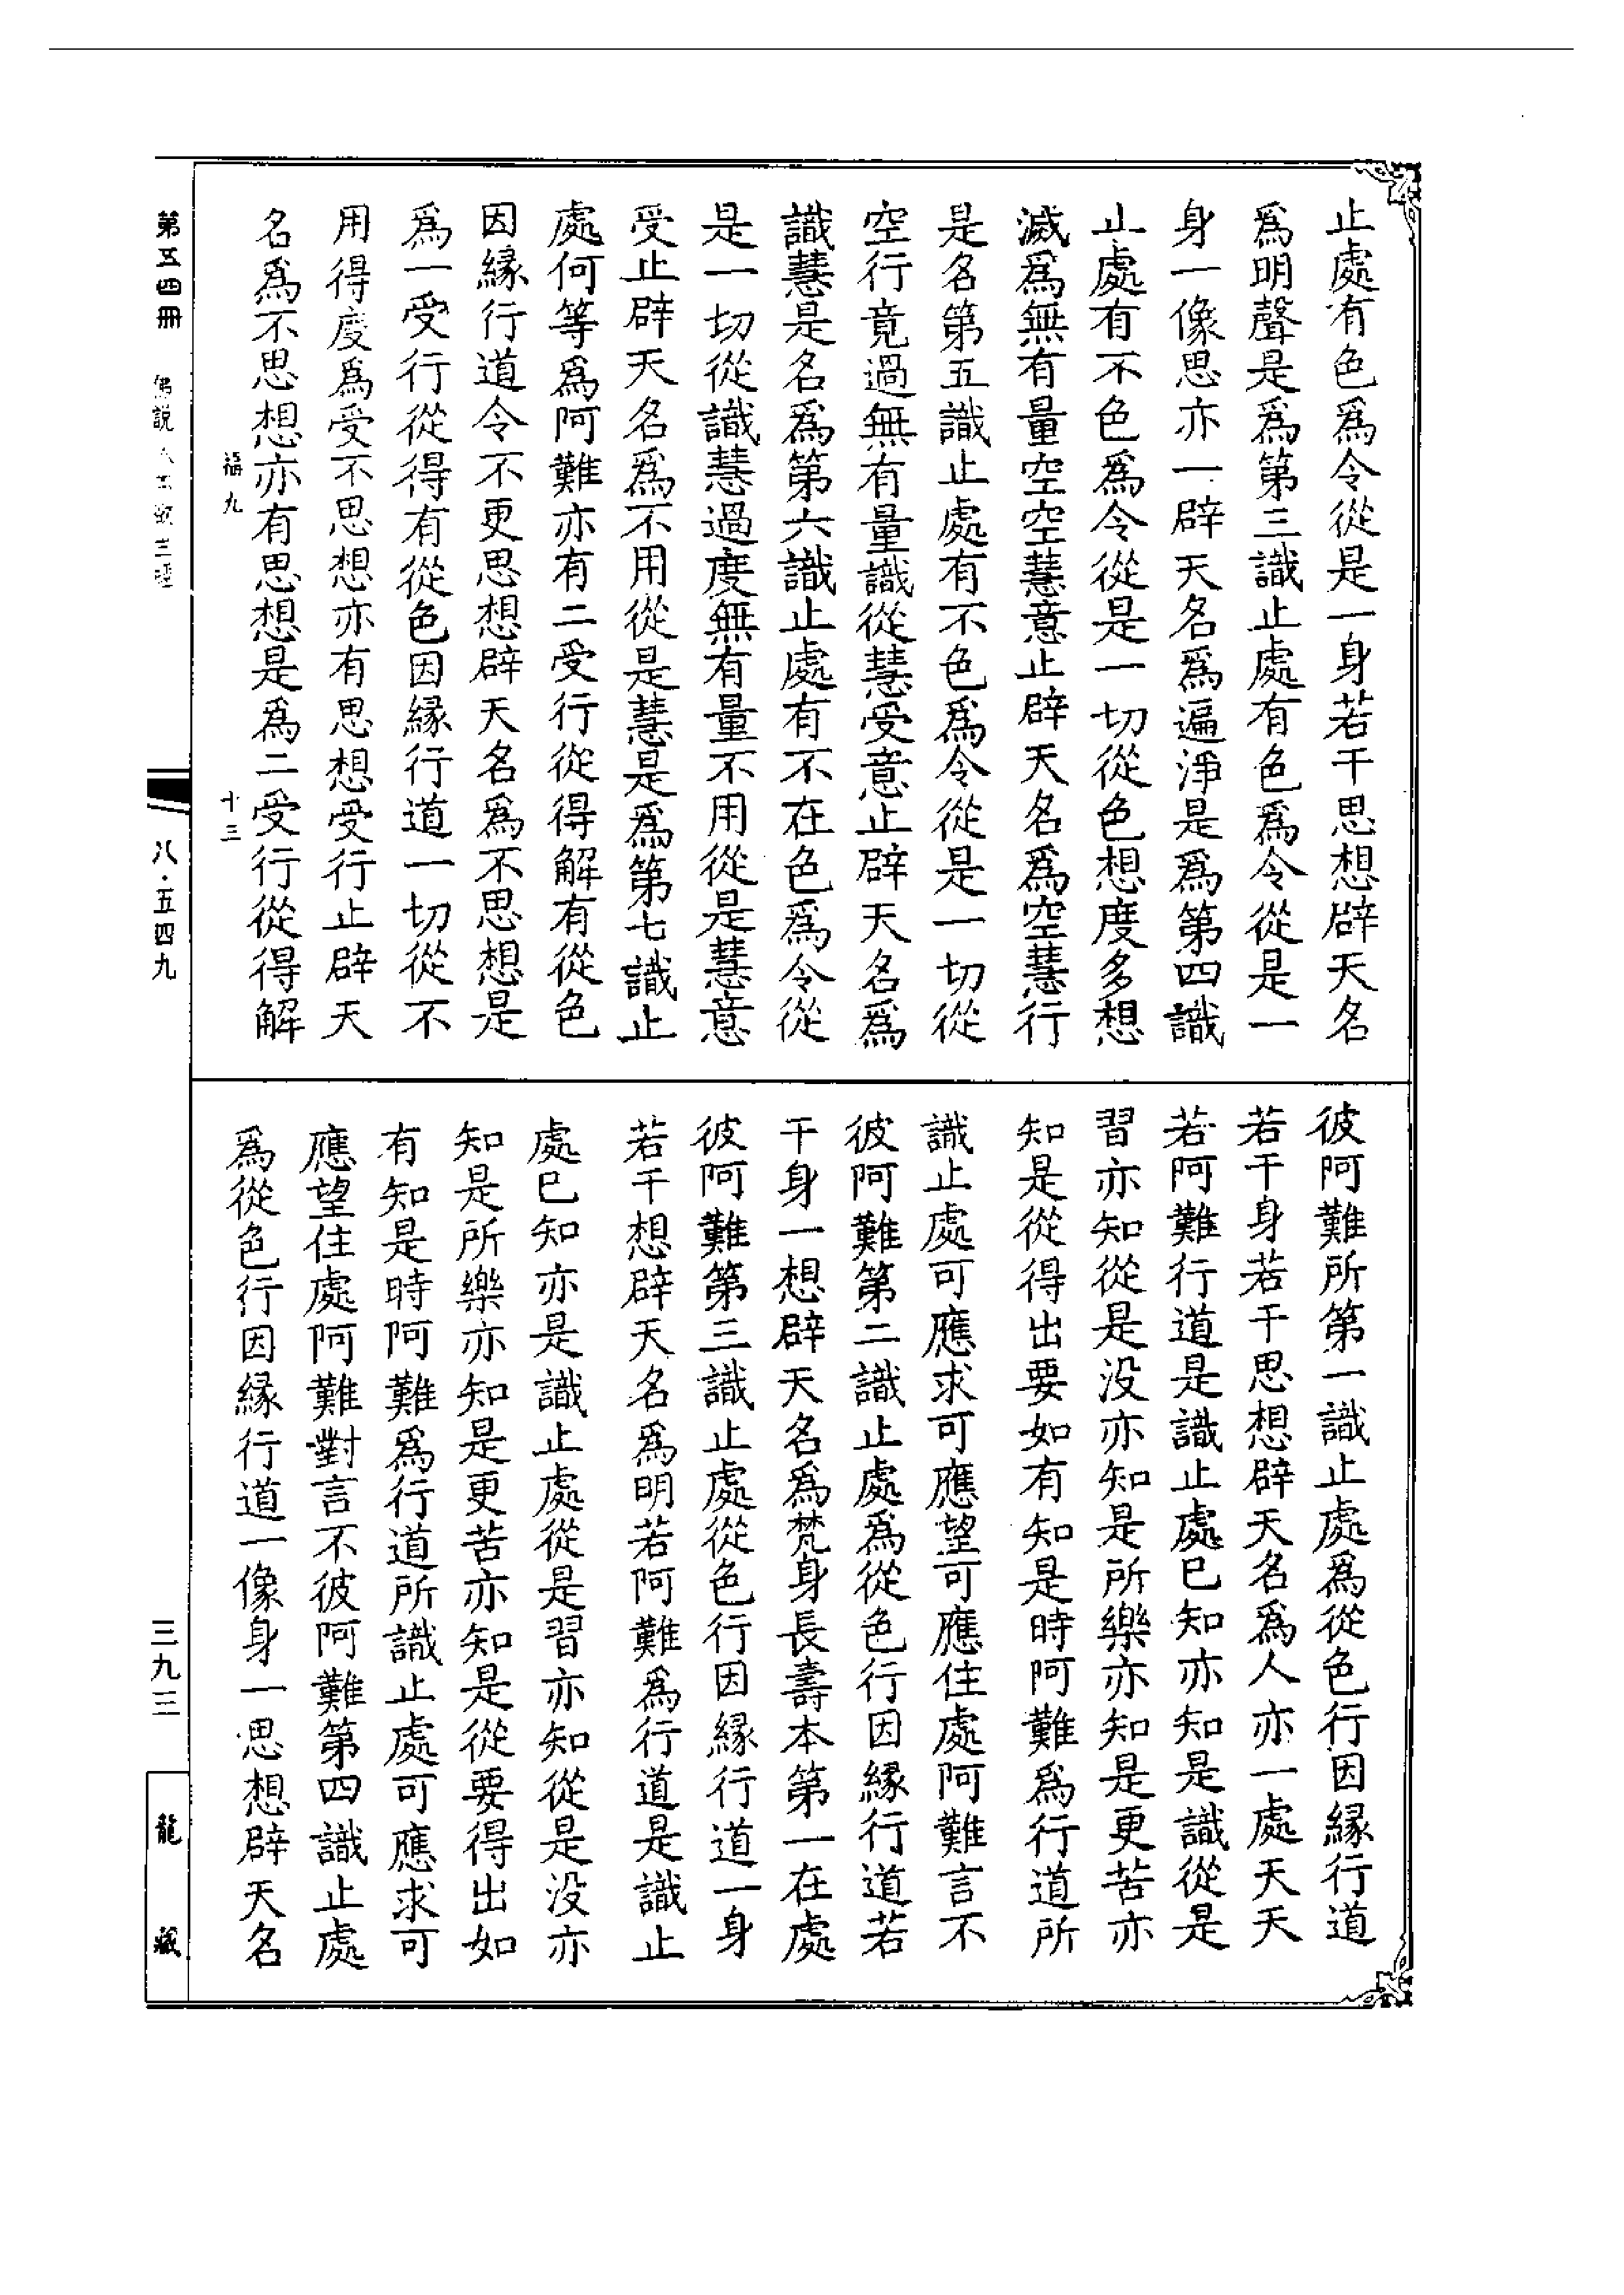 止處有色爲令從是一身若干思想辟天名
爲明聲是爲第三識止處有色爲令從是一
身一像思亦一辟天名爲遍淨是爲第四識
止處有不色爲令從是一切從色想度多想
滅爲無有量空空慧意止辟天名爲空慧行
是名第五識止處有不色爲令從是一切從
空行竟過無有量識從慧受意止辟天名爲
識慧是名爲第六識止處有不在色爲令從
是一切從識慧過度無有量不用從是慧意
受止辟天名爲不用從是慧是爲第七識止
處何等爲阿難亦有二受行從得解有從色
因緣行道令不更思想辟天名爲不思想是
爲一受行從得有從色因緣行道一切從不
用得度爲受不思想亦有思想受行止辟天
名爲不思想亦有思想是爲二受行從得解
福九
十三
彼阿難所第一識止處爲從色行因緣行道
若干身若干思想辟天名爲人亦一處天天
若阿難行道是識止處已知亦知是識從是
習亦知從是没亦知是所樂亦知是更苦亦
知是從得出要如有知是時阿難爲行道所
識止處可應求可應望可應住處阿難言不
彼阿難第二識止處爲從色行因緣行道若
干身一想辟天名爲梵身長壽本第一在處
彼阿難第三識止處從色行因緣行道一身
若干想辟天名爲明若阿難爲行道是識止
處已知亦是識止處從是習亦知從是没亦
知是所樂亦知是更苦亦知是從要得出如
有知是時阿難爲行道所識止處可應求可
應望住處阿難對言不彼阿難第四識止處
爲從色行因緣行道一像身一思想辟天名
第五四冊
佛說
三經
八·五四九
三九三
龍藏